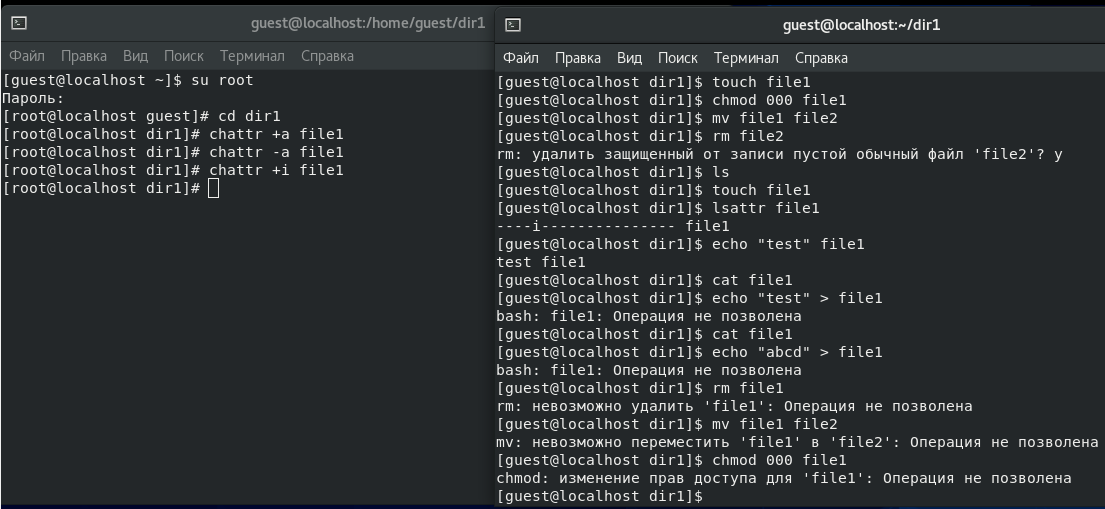 guest@localhost:/home/guest/dir1
Файл Правка Вид Поиск Терминал Справка
[guest@localhost ~]$ su root
Пароль:
[root@localhost guest]# cd dir1
[root@localhost dir1]# chattr +a file1
[root@localhost dir1]# chattr -a file1
[root@localhost dir1]# chattr +i file1
[root@localhost dir1]#
guest@localhost:~/dir1
Файл Правка Вид Поиск Терминал Справка
[guest@localhost dir1]$ touch file1
[guest@localhost dir1]$ chmod 000 file1
[guest@localhost dir1]$ mv file1 file2
[guest@localhost dir1]$ rm file2
rm: удалить защищенный от записи пустой обычный файл 'file2'? y
[guest@localhost dir1]$ ls
[guest@localhost dir1]$ touch file1
[guest@localhost dir1]$ lsattr file1
----i--------------- file1
[guest@localhost dir1]$ echo "test" file1
test file1
[guest@localhost dir1]$ cat file1
[guest@localhost dir1]$ echo "test" > file1
bash: file1: Операция не позволена
[guest@localhost dir1]$ cat file1
[guest@localhost dir1]$ echo "abcd" > file1
bash: file1: Операция не позволена
[guest@localhost dir1]$ rm file1
rm: невозможно удалить 'file1': Операция не позволена
[guest@localhost dir1]$ mv file1 file2
mv: невозможно переместить 'file1' в 'file2': Операция не позволена
[guest@localhost dir1]$ chmod 000 file1
chmod: изменение прав доступа для 'file1': Операция не позволена
[guest@localhost dir1]$